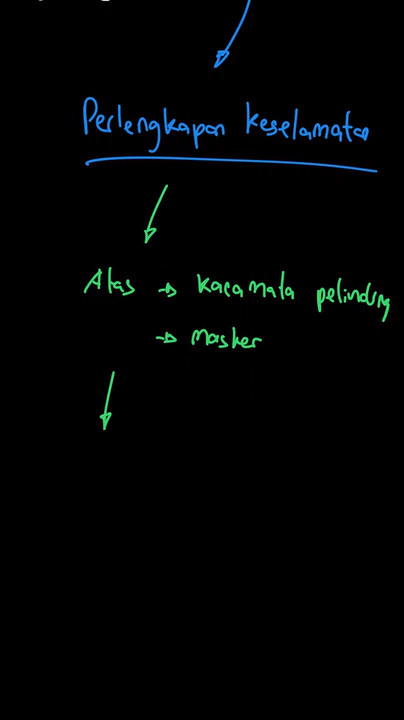 Perlengkapan keselamatan
Atas → kacamata pelindung
→ masker